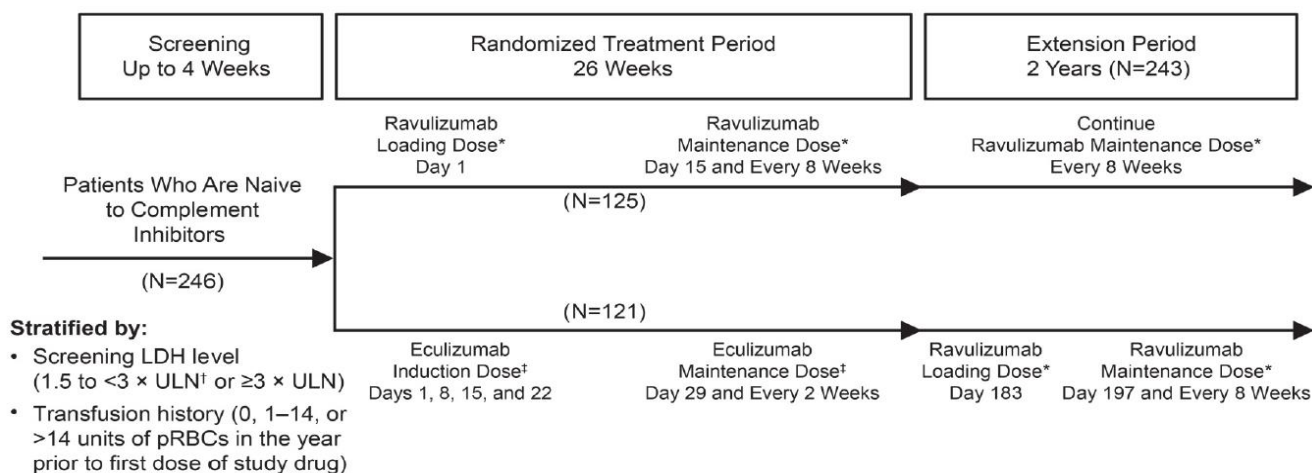 Screening
Up to 4 Weeks
Randomized Treatment Period
26 Weeks
Extension Period
2 Years (N=243)
Ravulizumab
Loading Dose*
Day 1
Ravulizumab
Maintenance Dose*
Day 15 and Every 8 Weeks
Continue
Ravulizumab Maintenance Dose*
Every 8 Weeks
Patients Who Are Naive
to Complement
Inhibitors
(N=246)
(N=125)
(N=121)
Stratified by:
• Screening LDH level
(1.5 to <3 × ULN† or ≥3 × ULN)
• Transfusion history (0, 1–14, or
>14 units of pRBCs in the year
prior to first dose of study drug)
Eculizumab
Induction Dose‡
Days 1, 8, 15, and 22
Eculizumab
Maintenance Dose‡
Day 29 and Every 2 Weeks
Ravulizumab
Loading Dose*
Day 183
Ravulizumab
Maintenance Dose*
Day 197 and Every 8 Weeks